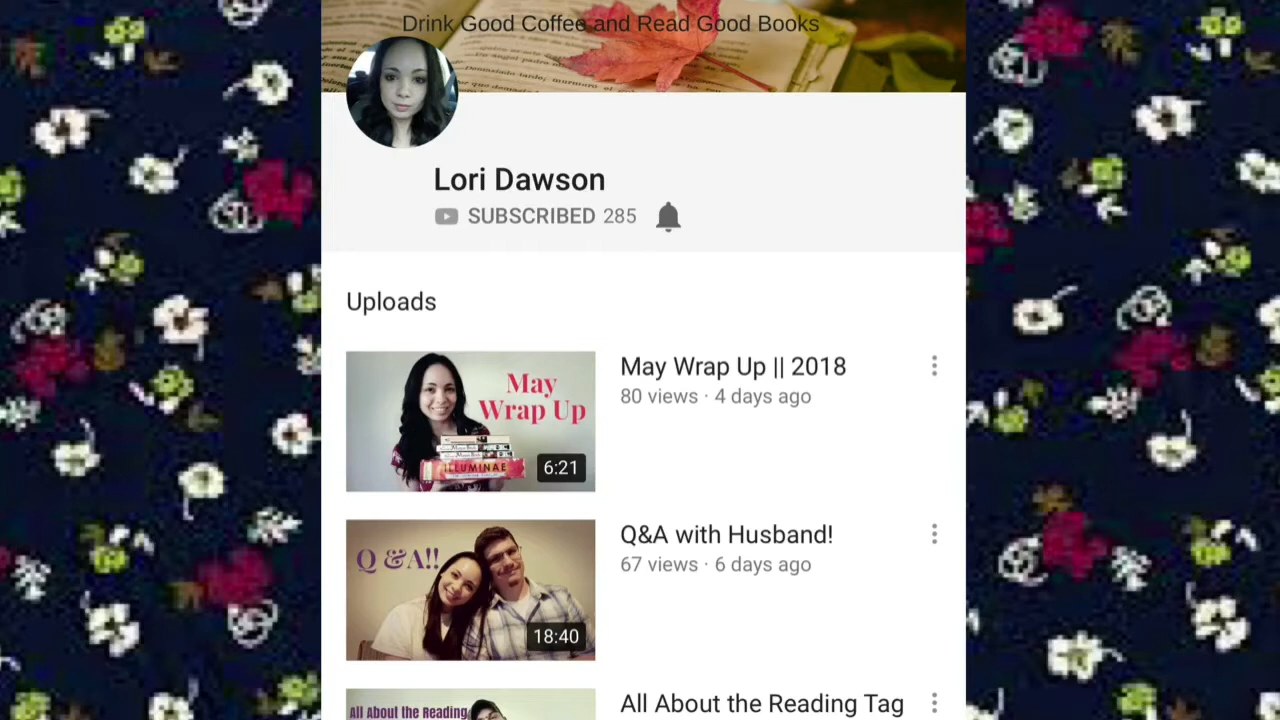 Drink Good Coffee and Read Good Books
Lori Dawson
SUBSCRIBED 285
Uploads
May
Wrap Up
ILLUMINAE
6:21
May Wrap Up || 2018
80 views · 4 days ago
Q &A!!
18:40
Q&A with Husband!
67 views · 6 days ago
All About the Reading
All About the Reading Tag